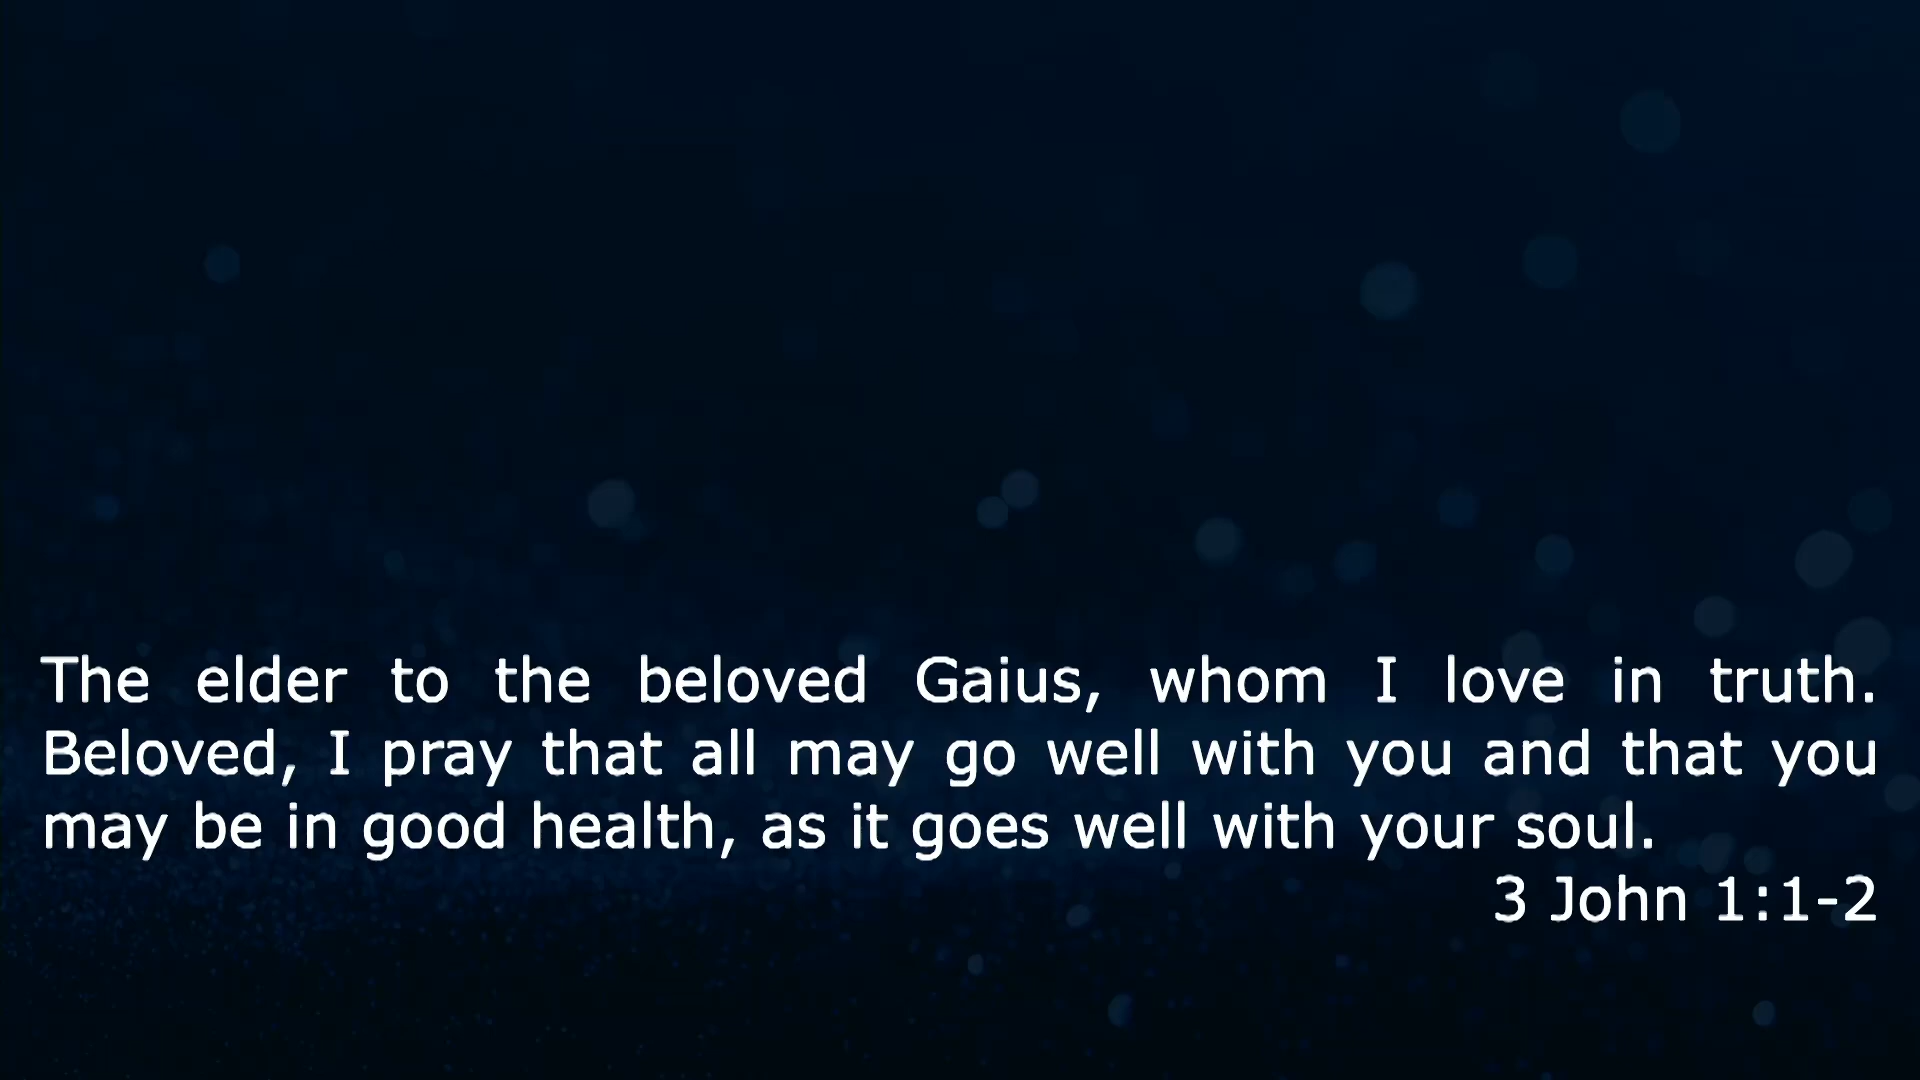 The elder to the beloved Gaius, whom I love in truth.
Beloved, I pray that all may go well with you and that you
may be in good health, as it goes well with your soul.
3 John 1:1-2